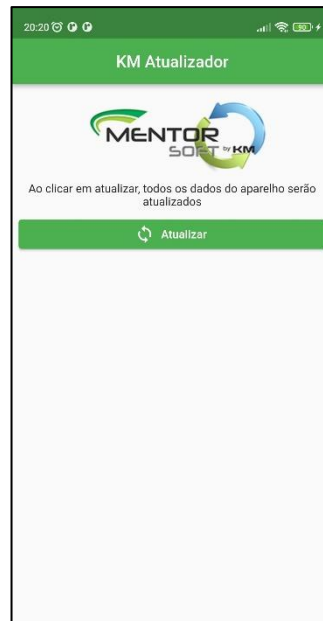 20:20
90
KM Atualizador
MENTOR
SOFT by KM
Ao clicar em atualizar, todos os dados do aparelho serão
atualizados
Atualizar